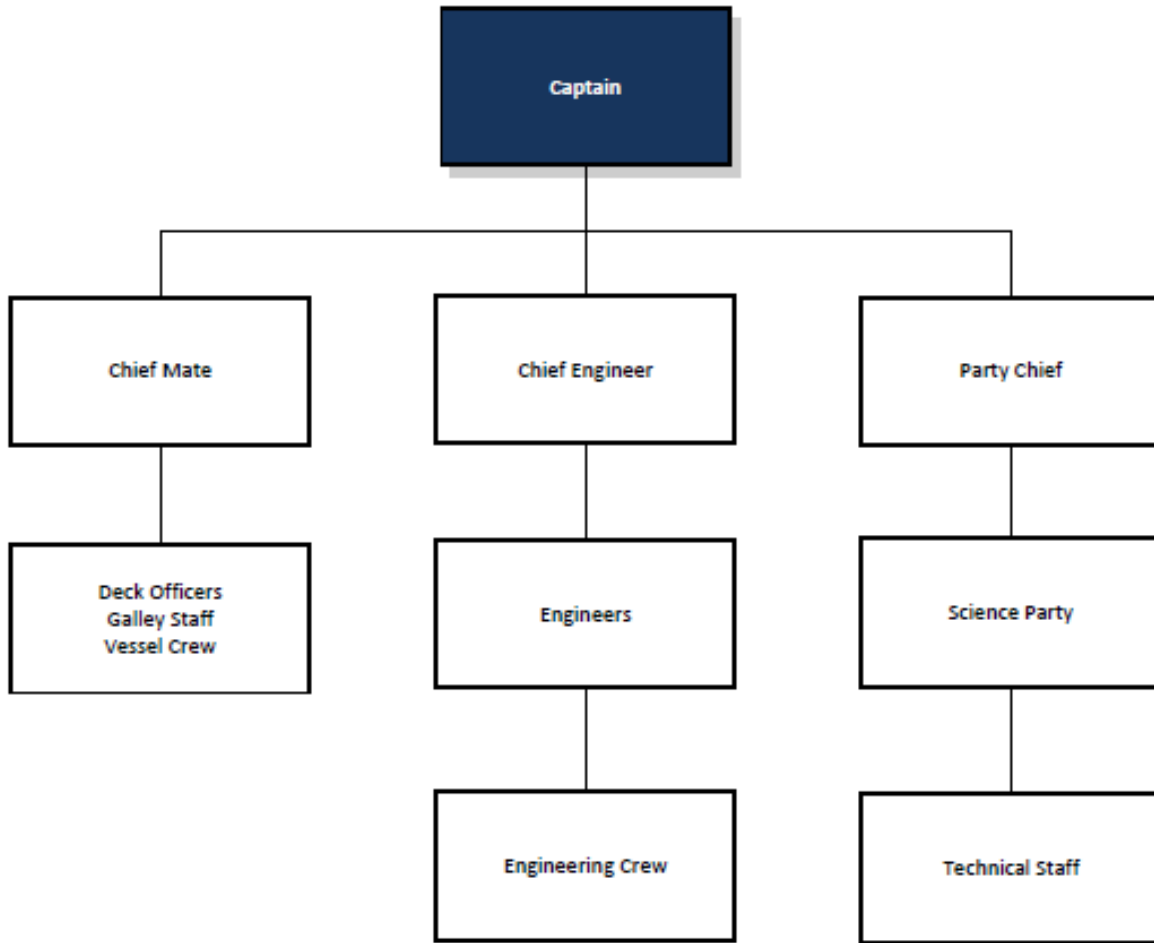 Captain
Chief Mate
Chief Engineer
Party Chief
Deck Officers
Galley Staff
Vessel Crew
Engineers
Science Party
Engineering Crew
Technical Staff